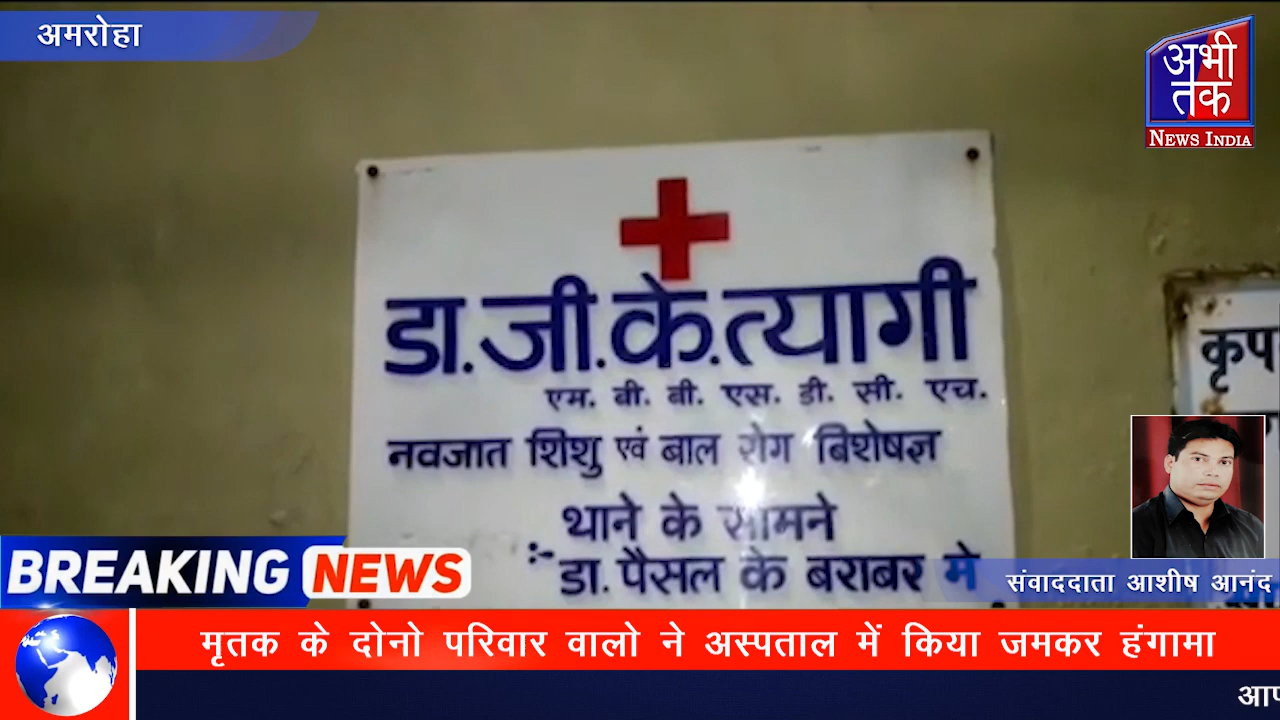 अमरोहा
अभी
तक
NEWS INDIA
डा.जी.के.त्यागी
एम. बी. बी. एस. डी. सी. एच.
नवजात शिशु एवं बाल रोग बिशेषज्ञ
थाने के सामने
:- डा. पैसल के बराबर मे
BREAKING NEWS
संवाददाता आशीष आनंद
मृतक के दोनो परिवार वालो ने अस्पताल में किया जमकर हंगामा